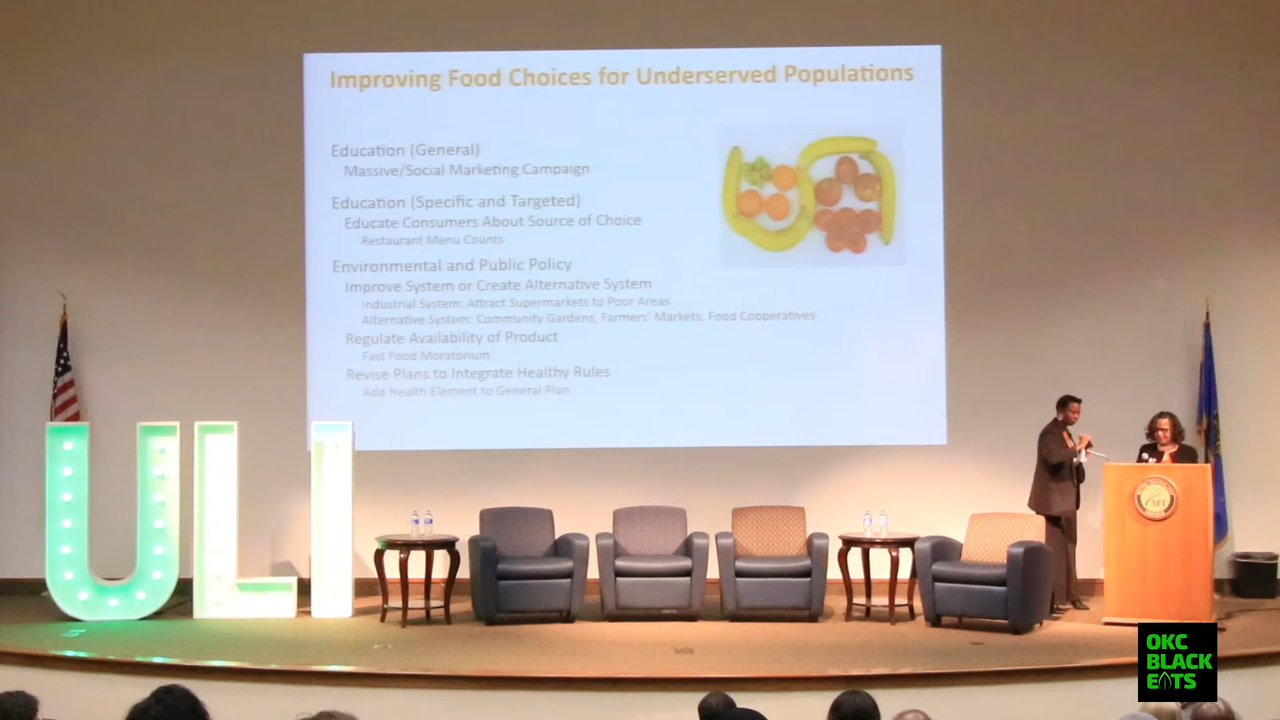 Improving Food Choices for Underserved Populations
Education (General)
Massive/Social Marketing Campaign
Education (Specific and Targeted)
Educate Consumers About Source of Choice
Restaurant Menu Counts
Environmental and Public Policy
Improve System or Create Alternative System
Industrial System: Attract Supermarkets to Poor Areas
Alternative System: Community Gardens, Farmers' Markets, Food Cooperatives
Regulate Availability of Product
Fast Food Moratorium
Revise Plans to Integrate Healthy Rules
Add Health Element to General Plan
ULI
OKC
BLACK
EATS